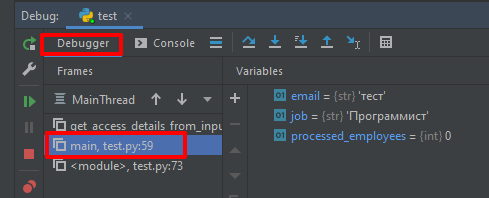 Debug: test
Debugger Console
Frames Variables
MainThread
get_access_details_from_inpu
main, test.py:59
<module>, test.py:73
email = {str} 'тест'
job = {str} 'Программист'
processed_employees = {int} 0